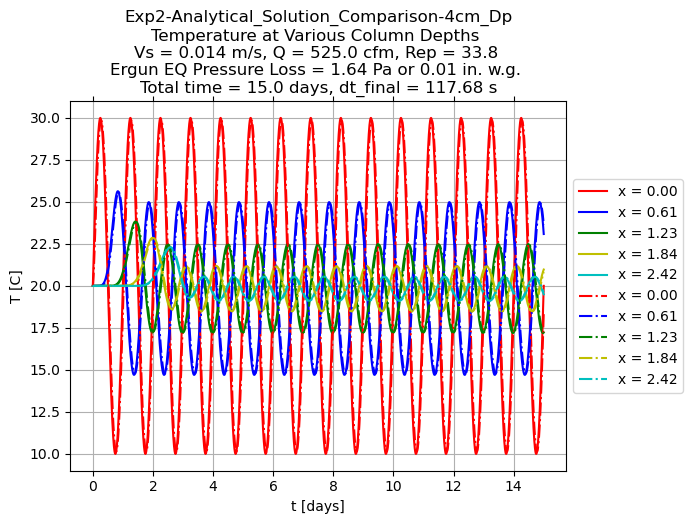 Exp2-Analytical_Solution_Comparison-4cm_Dp
Temperature at Various Column Depths
Vs = 0.014 m/s, Q = 525.0 cfm, Rep = 33.8
Ergun EQ Pressure Loss = 1.64 Pa or 0.01 in. w.g.
Total time = 15.0 days, dt_final = 117.68 s
30.0
27.5
25.0
22.5
20.0
17.5
15.0
12.5
10.0
T [C]
0 2 4 6 8 10 12 14
t [days]
x = 0.00
x = 0.61
x = 1.23
x = 1.84
x = 2.42
x = 0.00
x = 0.61
x = 1.23
x = 1.84
x = 2.42